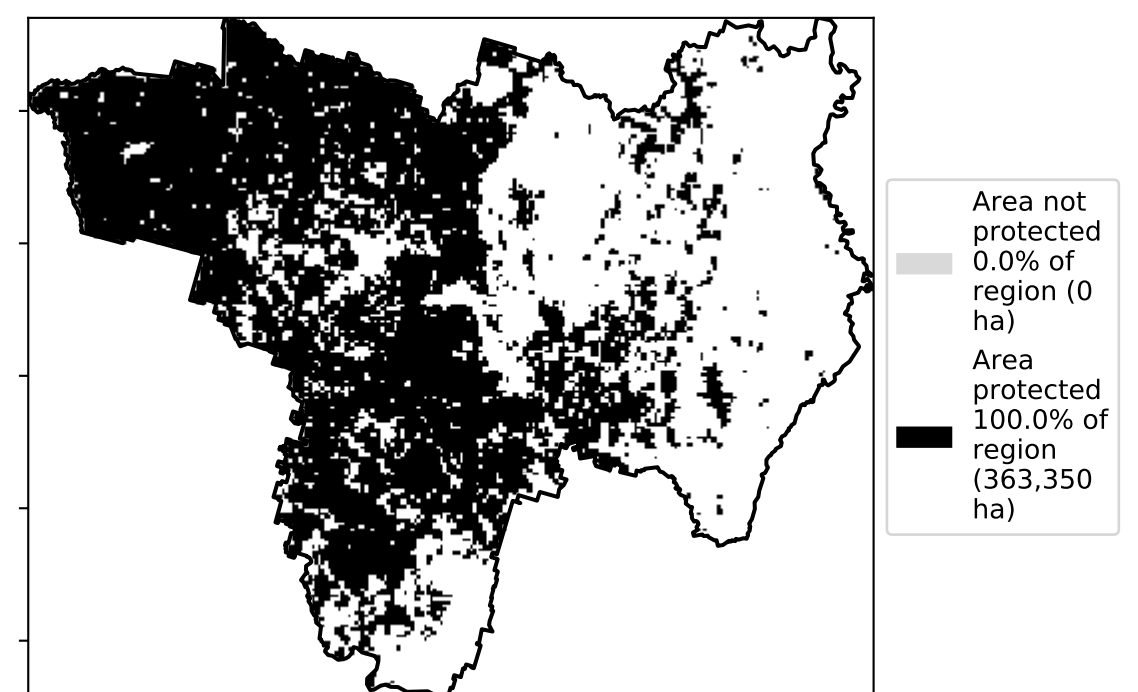 Area not
protected
0.0% of
region (0
ha)
Area
protected
100.0% of
region
(363,350
ha)